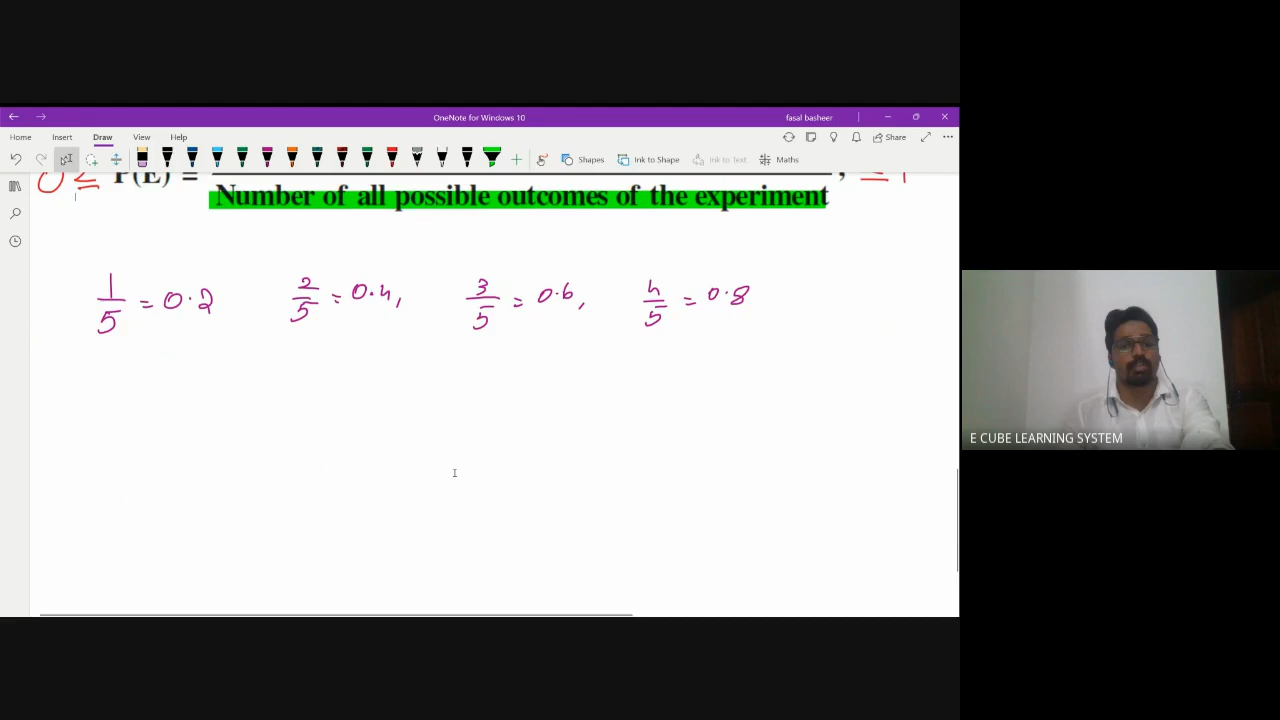 OneNote for Windows 10
fasal basheer
Home Insert Draw View Help
Share
Shapes Ink to Shape Ink to Text Maths
0 ≤ P(E) = , ≤ 1
Number of all possible outcomes of the experiment
1/5 = 0.2 2/5 = 0.4, 3/5 = 0.6, 4/5 = 0.8
E CUBE LEARNING SYSTEM